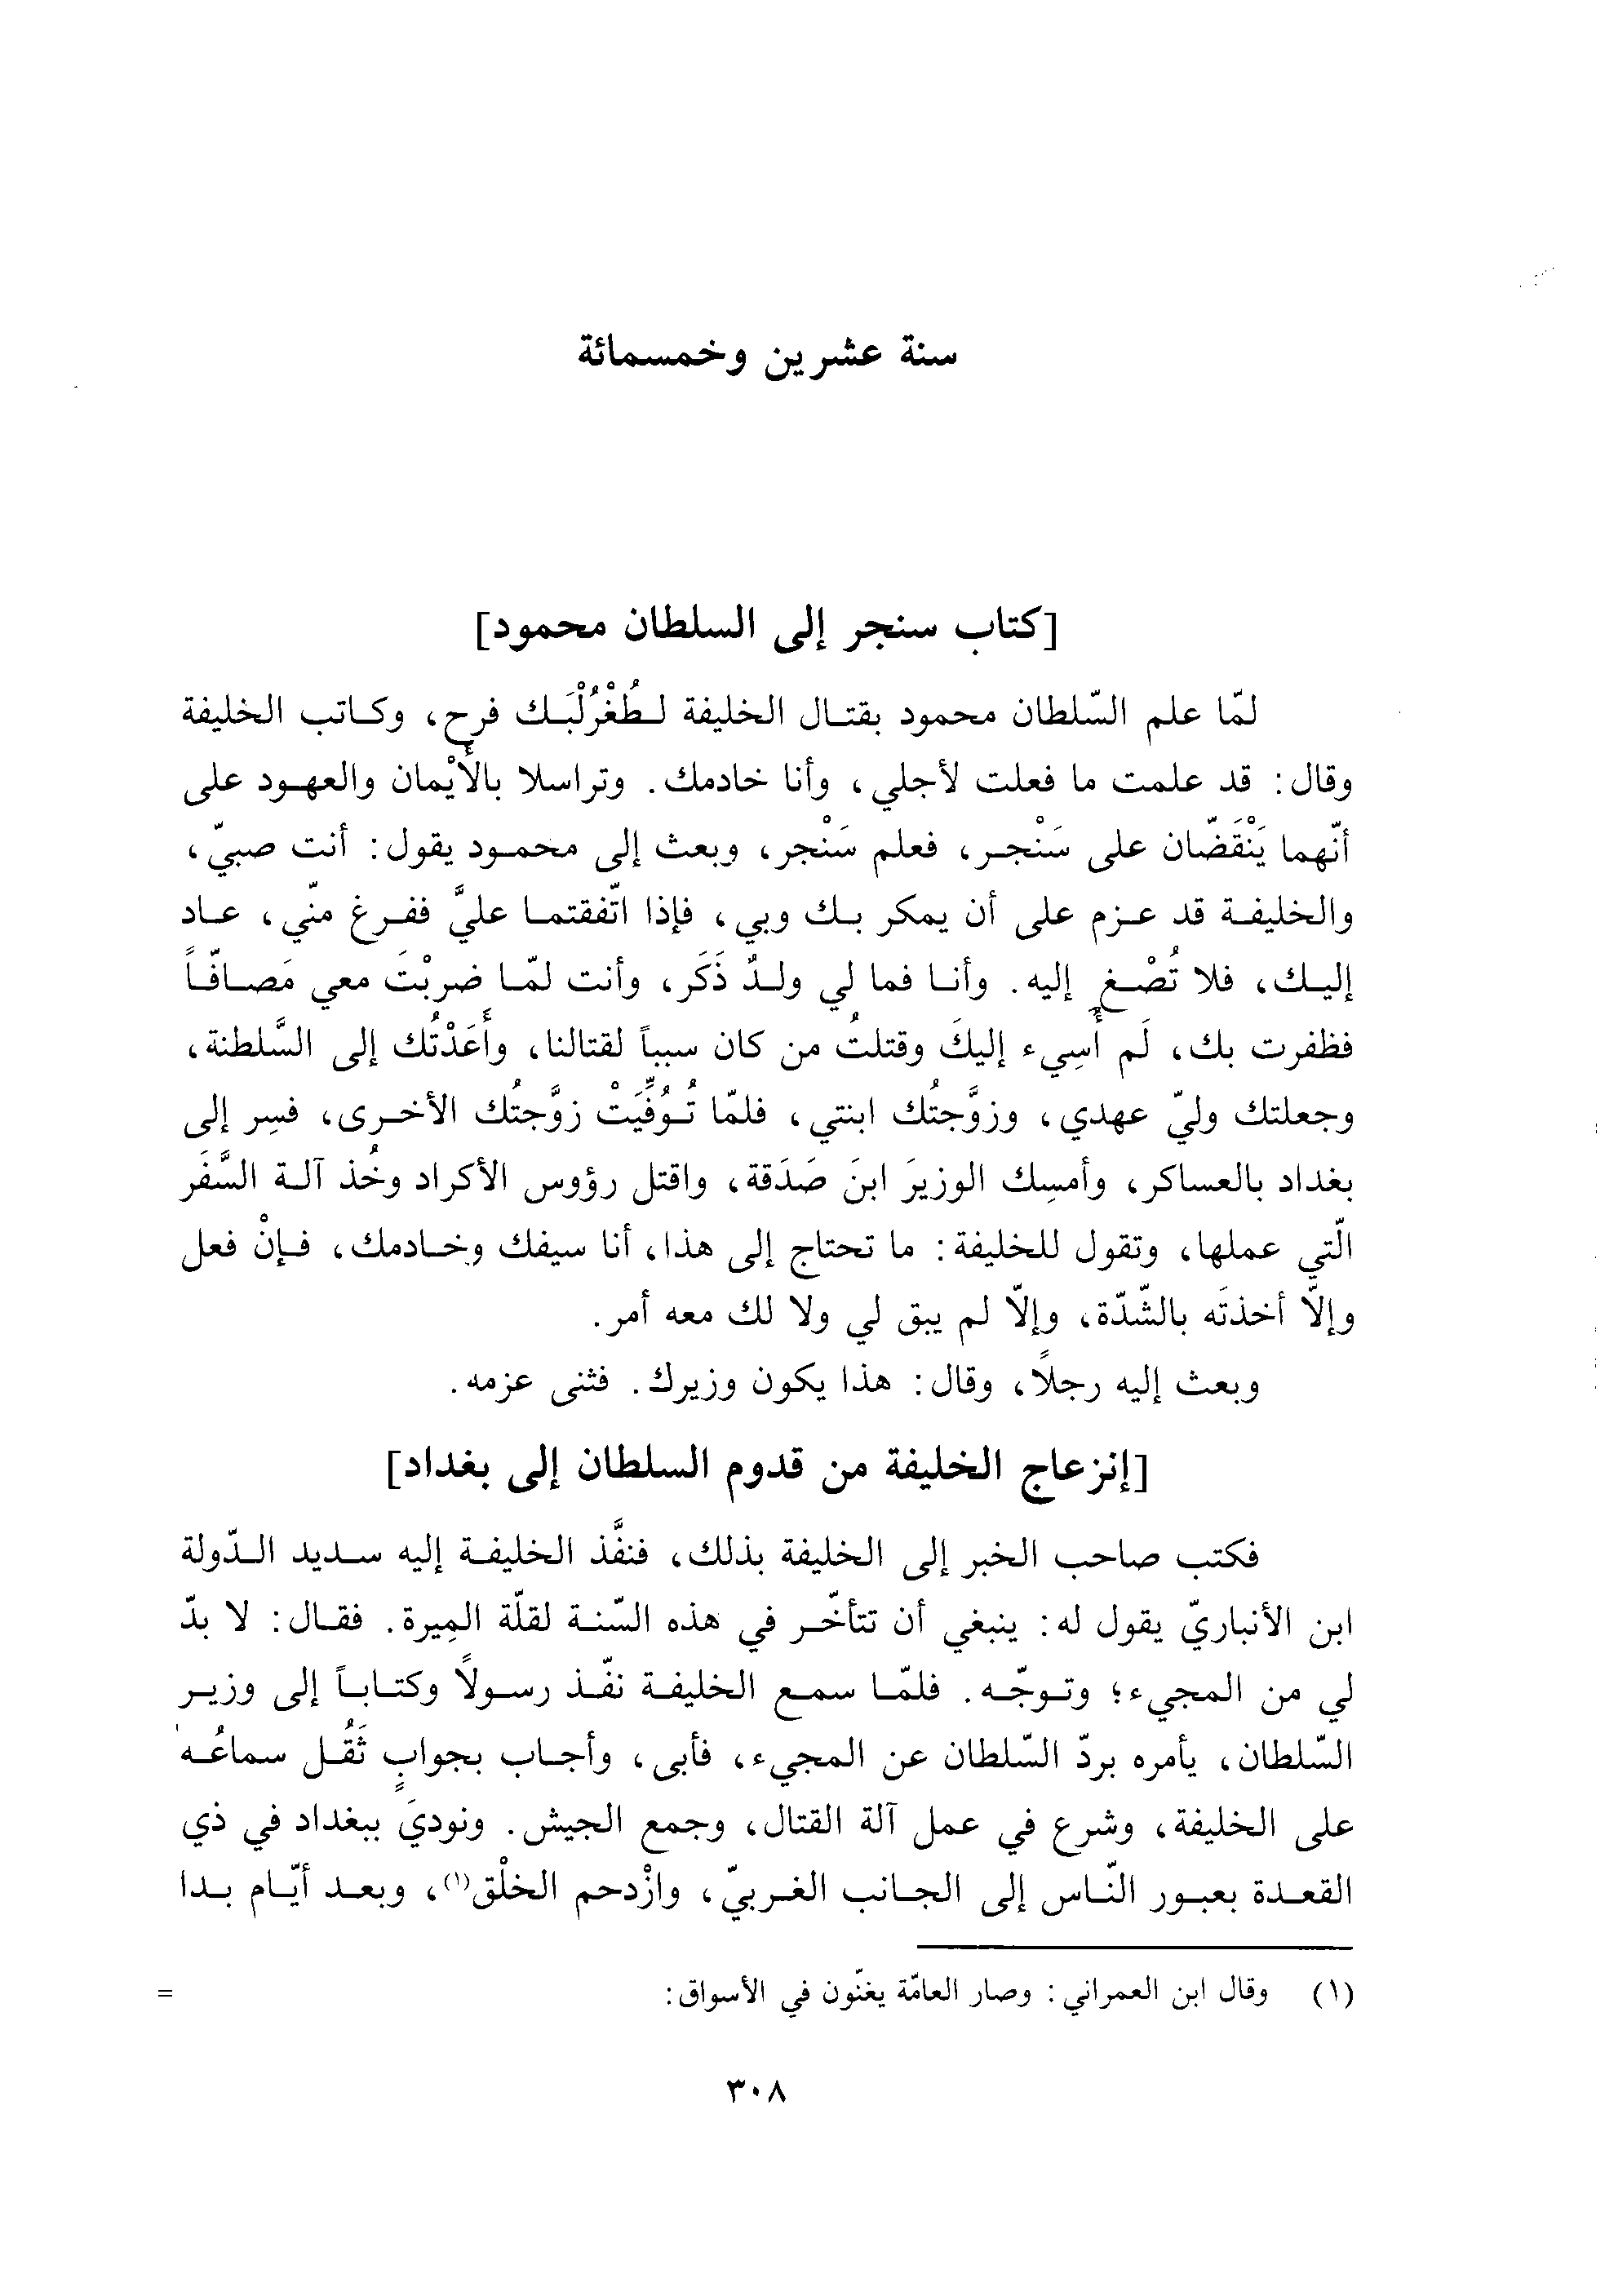 سنة عشرين وخمسمائة
[كتاب سنجر إلى السلطان محمود]
لمّا علم السّلطان محمود بقتال الخليفة لطُغْرُلْبَك فرح، وكاتب الخليفة
وقال: قد علمت ما فعلت لأجلي، وأنا خادمك. وتراسلا بالأَيْمان والعهود على
أنّهما يَنْقَضّان على سَنْجر، فعلم سَنْجر، وبعث إلى محمود يقول: أنت صبيّ،
والخليفة قد عزم على أن يمكر بك وبي، فإذا اتّفقتما عليَّ ففرغ منّي، عاد
إليك، فلا تُصْغِ إليه. وأنا فما لي ولدٌ ذَكَر، وأنت لمّا ضربْتَ معي مَصافّاً
فظفرت بك، لَم أُسِيء إليكَ وقتلتُ من كان سبباً لقتالنا، وأَعَدْتُك إلى السَّلطنة،
وجعلتك وليّ عهدي، وزوَّجتُك ابنتي، فلمّا تُوُفِّيَتْ زوَّجتُك الأخرى، فسِر إلى
بغداد بالعساكر، وأمسِك الوزيرَ ابنَ صَدَقة، واقتل رؤوس الأكراد وخُذ آلة السَّفَر
الّتي عملها، وتقول للخليفة: ما تحتاج إلى هذا، أنا سيفك وخادمك، فإنْ فعل
وإلّا أخذتَه بالشّدّة، وإلّا لم يبق لي ولا لك معه أمر.
وبعث إليه رجلاً، وقال: هذا يكون وزيرك. فثنى عزمه.
[إنزعاج الخليفة من قدوم السلطان إلى بغداد]
فكتب صاحب الخبر إلى الخليفة بذلك، فنفَّذ الخليفة إليه سديد الدّولة
ابن الأنباريّ يقول له: ينبغي أن تتأخّر في هذه السّنة لقلّة المِيرة. فقال: لا بدّ
لي من المجيء؛ وتوجّه. فلمّا سمع الخليفة نفّذ رسولاً وكتاباً إلى وزير
السّلطان، يأمره بردّ السّلطان عن المجيء، فأبى، وأجاب بجوابٍ ثَقُل سماعُه
على الخليفة، وشرع في عمل آلة القتال، وجمع الجيش. ونوديَ ببغداد في ذي
القعدة بعبور النّاس إلى الجانب الغربيّ، وازْدحم الخلْق(١)، وبعد أيّام بدا
(١) وقال ابن العمراني: وصار العامّة يغنّون في الأسواق: =
٣٠٨